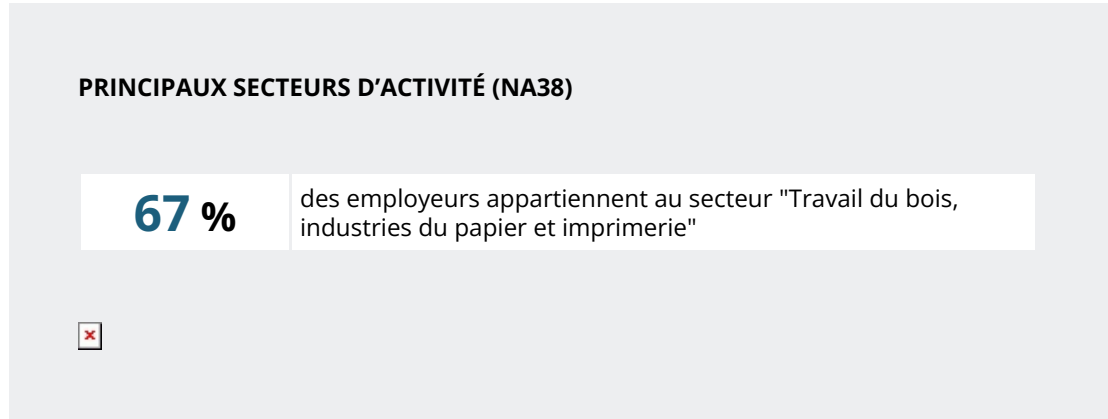 PRINCIPAUX SECTEURS D’ACTIVITÉ (NA38)
67 %
des employeurs appartiennent au secteur "Travail du bois,
industries du papier et imprimerie"